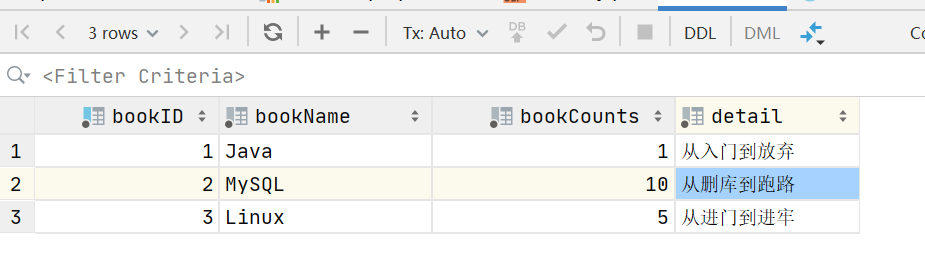 3 rows Tx: Auto DB DDL DML Co
<Filter Criteria>
bookID bookName bookCounts detail
1 1 Java 1 从入门到放弃
2 2 MySQL 10 从删库到跑路
3 3 Linux 5 从进门到进牢